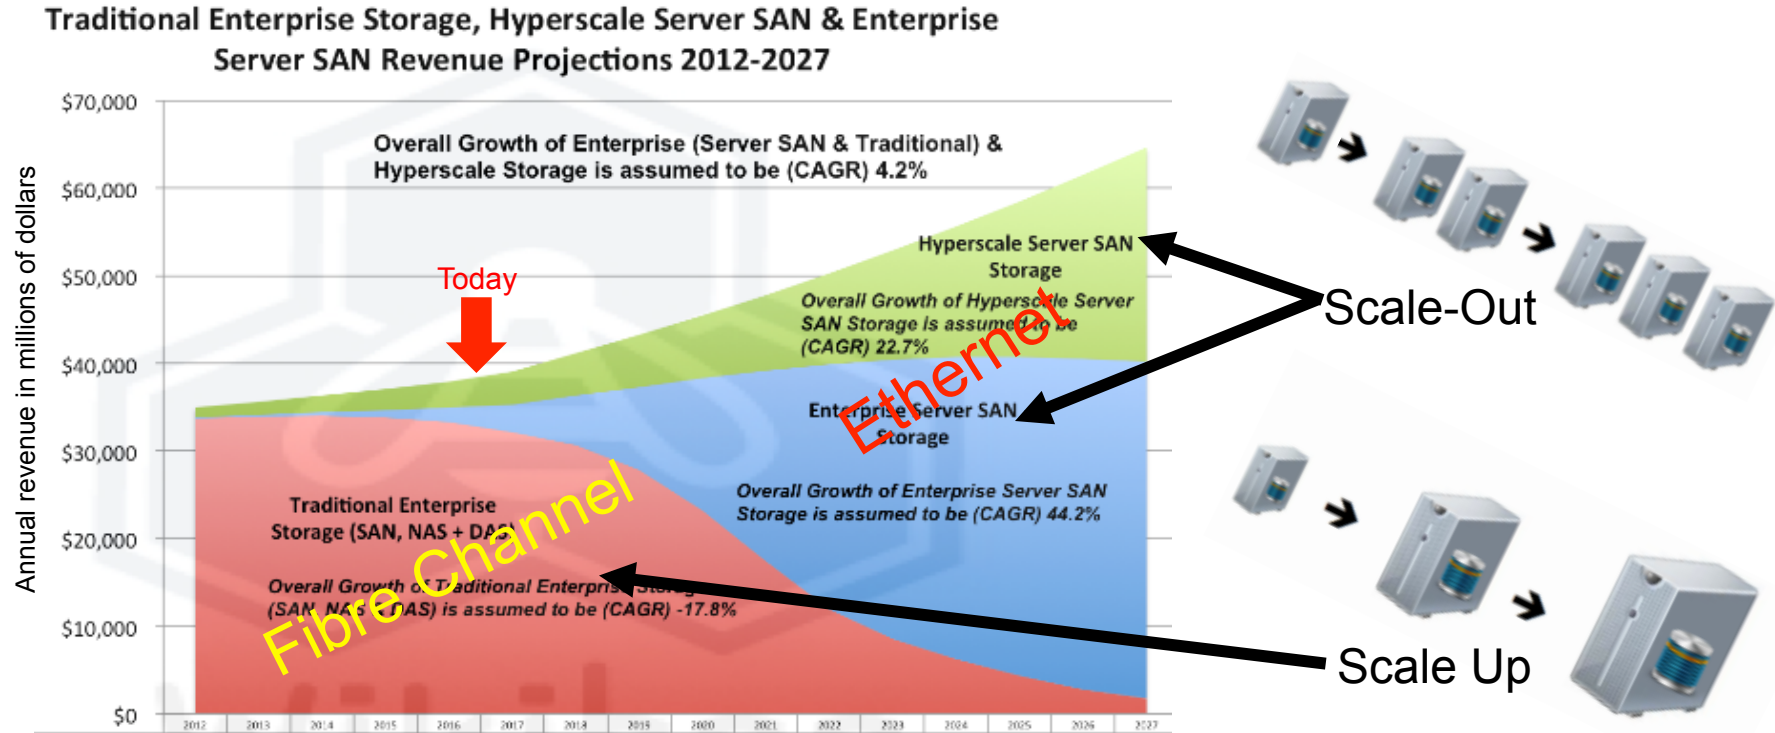 Traditional Enterprise Storage, Hyperscale Server SAN & Enterprise
Server SAN Revenue Projections 2012-2027
Annual revenue in millions of dollars
$70,000
$60,000
$50,000
$40,000
$30,000
$20,000
$10,000
$0
Overall Growth of Enterprise (Server SAN & Traditional) &
Hyperscale Storage is assumed to be (CAGR) 4.2%
Today
Hyperscale Server SAN
Storage
Overall Growth of Hyperscale Server
SAN Storage is assumed to be
(CAGR) 22.7%
Ethernet
Enterprise Server SAN
Storage
Overall Growth of Enterprise Server SAN
Storage is assumed to be (CAGR) 44.2%
Traditional Enterprise
Storage (SAN, NAS + DAS)
Overall Growth of Traditional Enterprise Storage
(SAN, NAS & DAS) is assumed to be (CAGR) -17.8%
Fibre Channel
Scale-Out
Scale Up
2012 2013 2014 2015 2016 2017 2018 2019 2020 2021 2022 2023 2024 2025 2026 2027